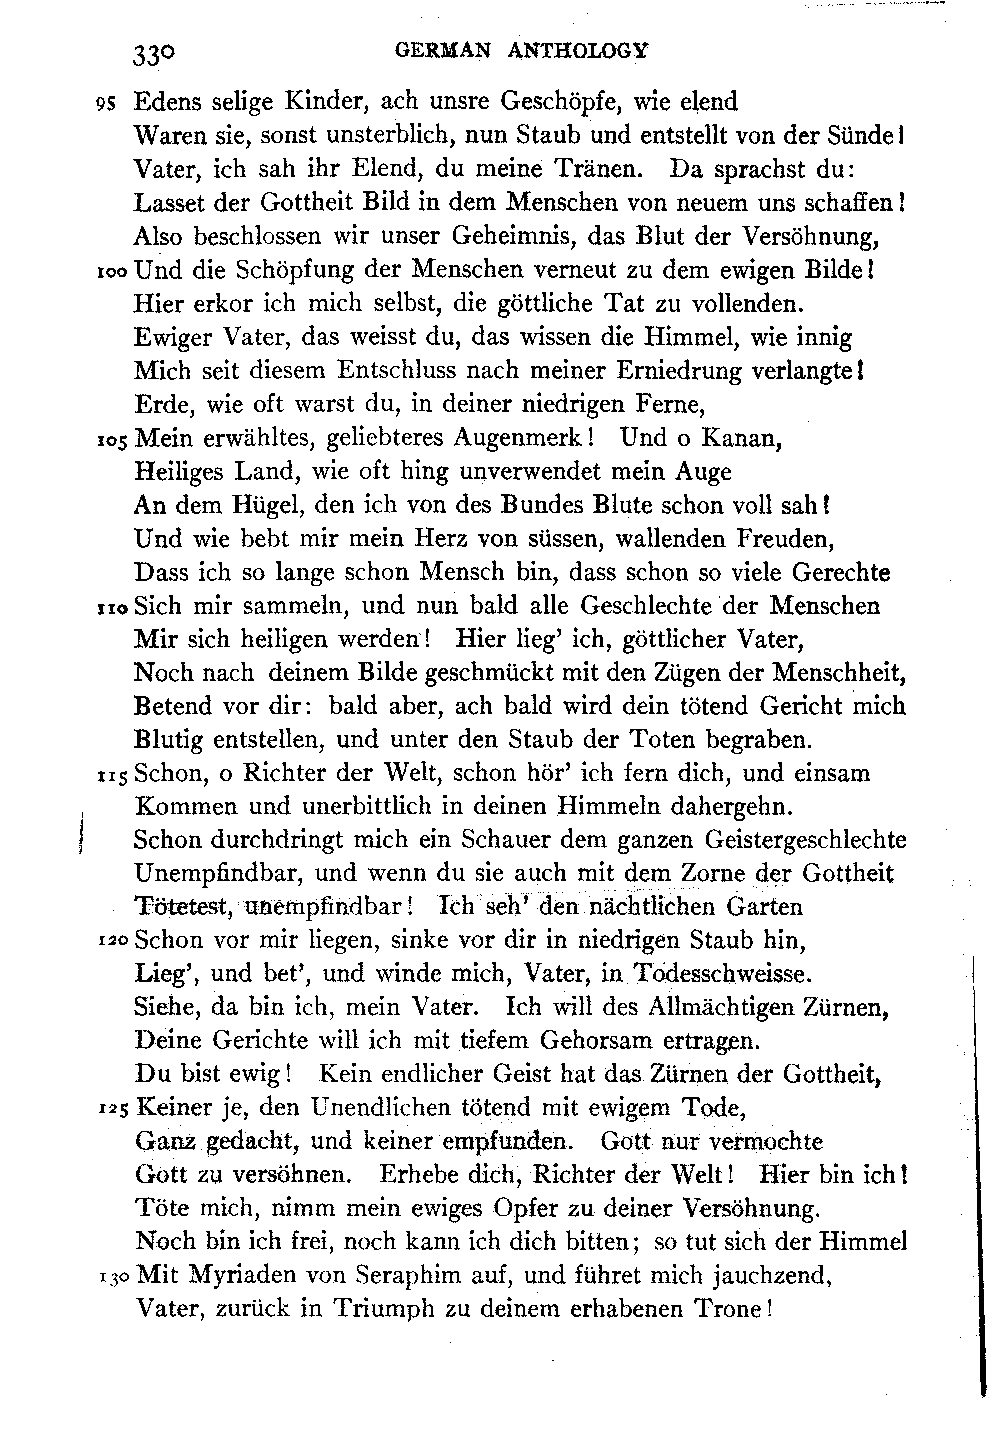 330 GERMAN ANTHOLOGY
95 Edens selige Kinder, ach unsre Geschöpfe, wie elend
Waren sie, sonst unsterblich, nun Staub und entstellt von der Sünde!
Vater, ich sah ihr Elend, du meine Tränen. Da sprachst du:
Lasset der Gottheit Bild in dem Menschen von neuem uns schaffen!
Also beschlossen wir unser Geheimnis, das Blut der Versöhnung,
100 Und die Schöpfung der Menschen verneut zu dem ewigen Bilde!
Hier erkor ich mich selbst, die göttliche Tat zu vollenden.
Ewiger Vater, das weisst du, das wissen die Himmel, wie innig
Mich seit diesem Entschluss nach meiner Erniedrung verlangte!
Erde, wie oft warst du, in deiner niedrigen Ferne,
105 Mein erwähltes, geliebteres Augenmerk! Und o Kanan,
Heiliges Land, wie oft hing unverwendet mein Auge
An dem Hügel, den ich von des Bundes Blute schon voll sah!
Und wie bebt mir mein Herz von süssen, wallenden Freuden,
Dass ich so lange schon Mensch bin, dass schon so viele Gerechte
110 Sich mir sammeln, und nun bald alle Geschlechte der Menschen
Mir sich heiligen werden! Hier lieg' ich, göttlicher Vater,
Noch nach deinem Bilde geschmückt mit den Zügen der Menschheit,
Betend vor dir: bald aber, ach bald wird dein tötend Gericht mich
Blutig entstellen, und unter den Staub der Toten begraben.
115 Schon, o Richter der Welt, schon hör' ich fern dich, und einsam
Kommen und unerbittlich in deinen Himmeln dahergehn.
Schon durchdringt mich ein Schauer dem ganzen Geistergeschlechte
Unempfindbar, und wenn du sie auch mit dem Zorne der Gottheit
Tötetest, unempfindbar! Ich seh' den nächtlichen Garten
120 Schon vor mir liegen, sinke vor dir in niedrigen Staub hin,
Lieg', und bet', und winde mich, Vater, in Todesschweisse.
Siehe, da bin ich, mein Vater. Ich will des Allmächtigen Zürnen,
Deine Gerichte will ich mit tiefem Gehorsam ertragen.
Du bist ewig! Kein endlicher Geist hat das Zürnen der Gottheit,
125 Keiner je, den Unendlichen tötend mit ewigem Tode,
Ganz gedacht, und keiner empfunden. Gott nur vermochte
Gott zu versöhnen. Erhebe dich, Richter der Welt! Hier bin ich!
Töte mich, nimm mein ewiges Opfer zu deiner Versöhnung.
Noch bin ich frei, noch kann ich dich bitten; so tut sich der Himmel
130 Mit Myriaden von Seraphim auf, und führet mich jauchzend,
Vater, zurück in Triumph zu deinem erhabenen Trone!